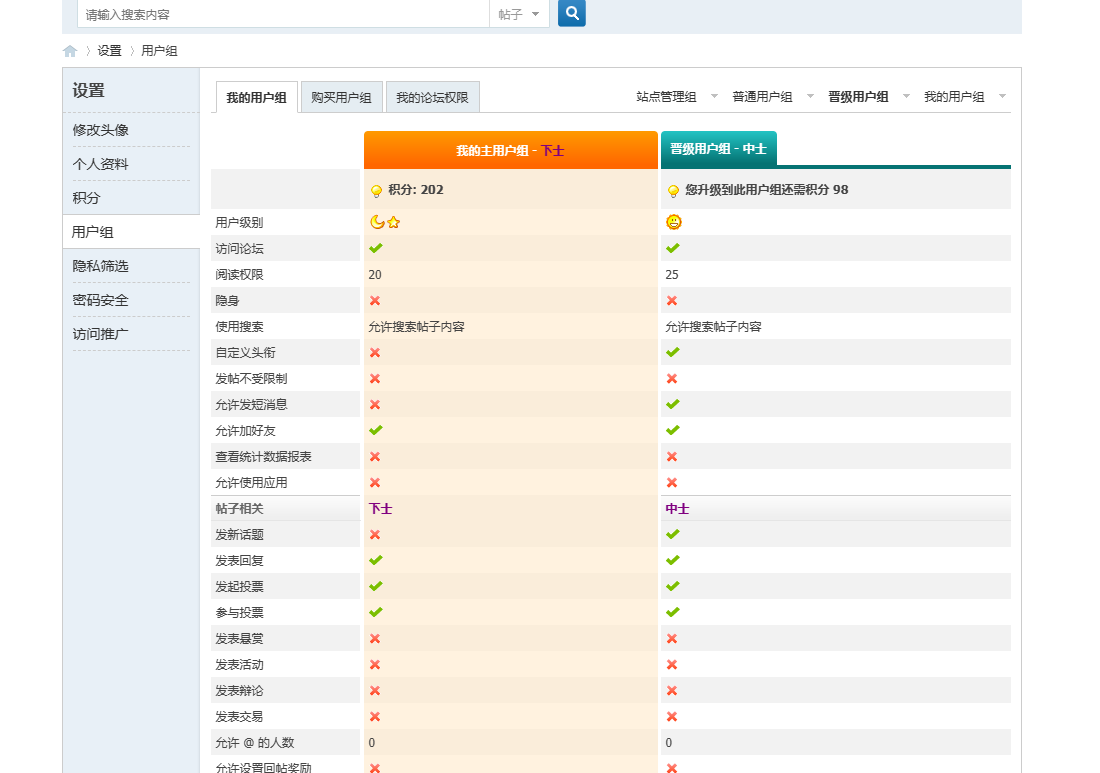 请输入搜索内容 帖子
设置 用户组
设置
修改头像
个人资料
积分
用户组
隐私筛选
密码安全
访问推广
我的用户组 购买用户组 我的论坛权限 站点管理组 普通用户组 晋级用户组 我的用户组
我的主用户组 - 下士 晋级用户组 - 中士
积分: 202 您升级到此用户组还需积分 98
用户级别
访问论坛
阅读权限 20 25
隐身
使用搜索 允许搜索帖子内容 允许搜索帖子内容
自定义头衔
发帖不受限制
允许发短消息
允许加好友
查看统计数据报表
允许使用应用
帖子相关 下士 中士
发新话题
发表回复
发起投票
参与投票
发表悬赏
发表活动
发表辩论
发表交易
允许 @ 的人数 0 0
允许设置回帖奖励